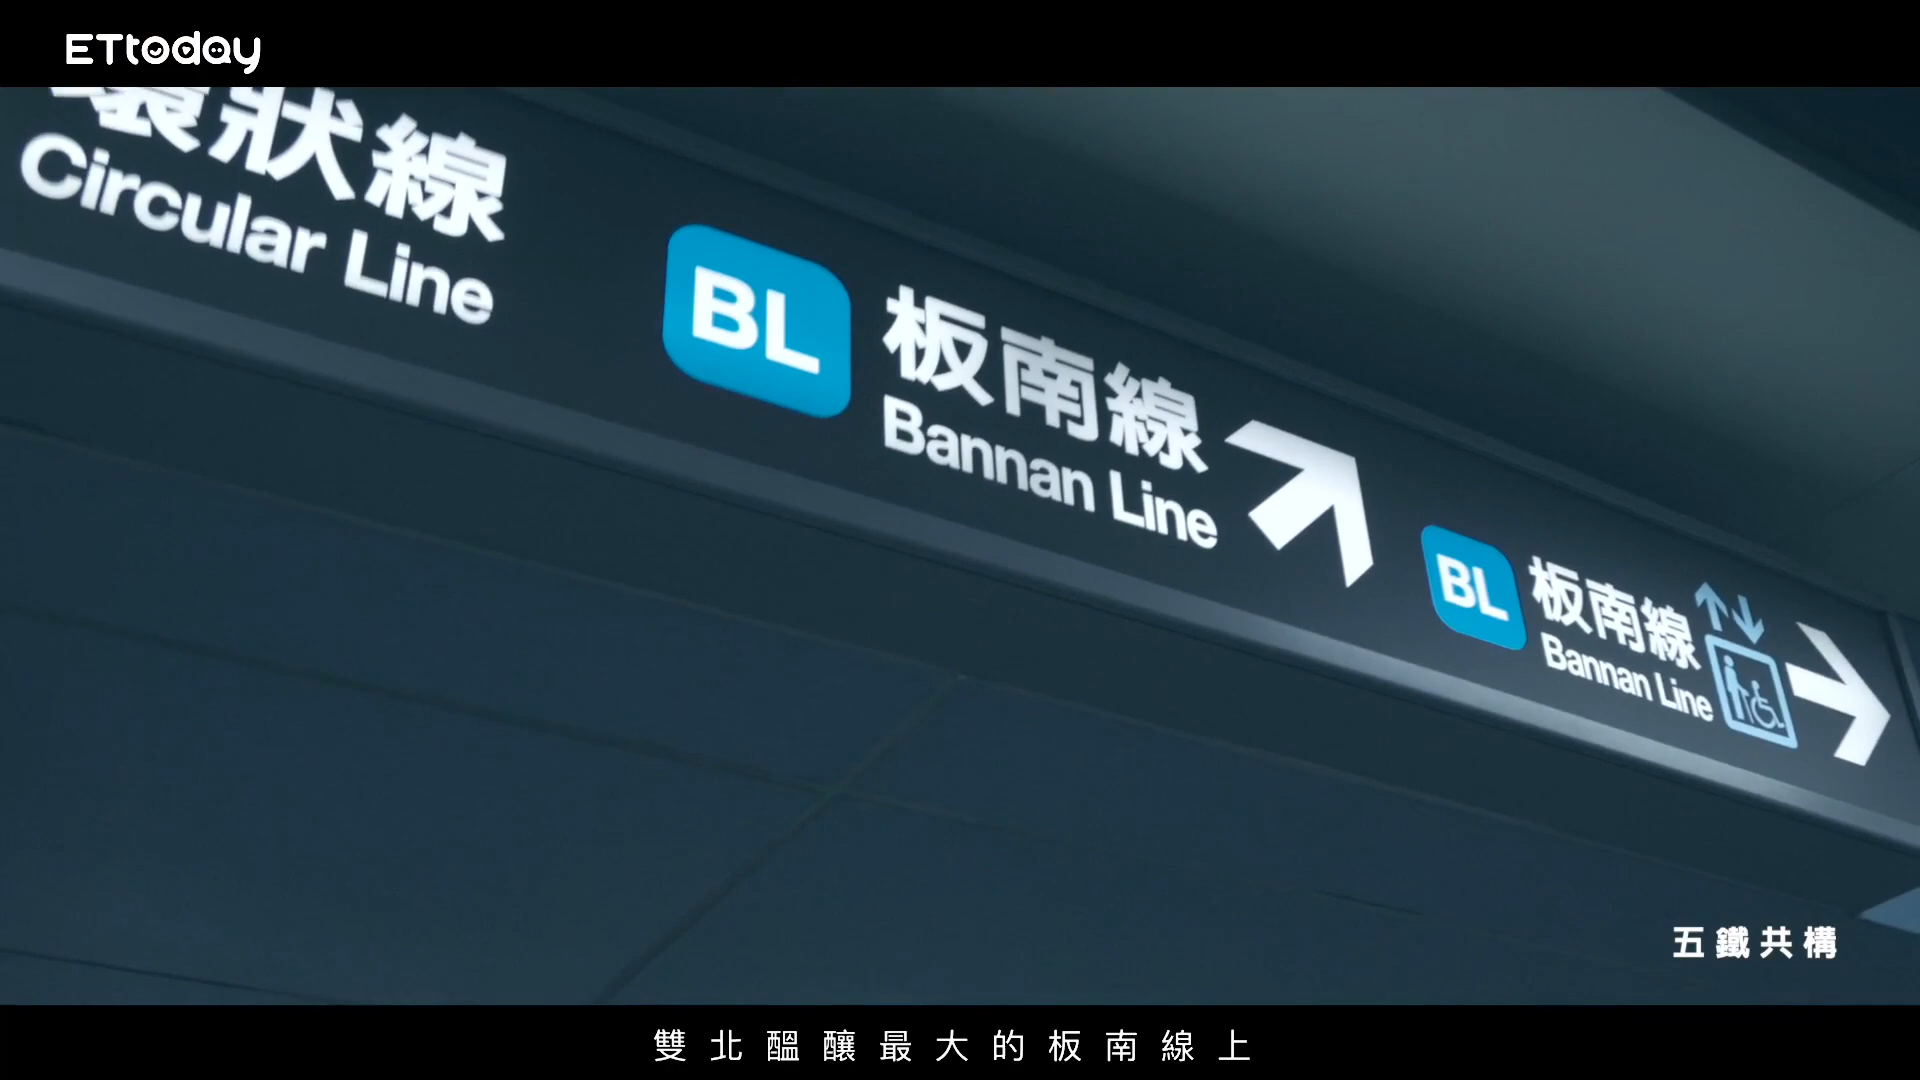 ETtoday
環狀線
Circular Line
BL
板南線
Bannan Line
BL
板南線
Bannan Line
五鐵共構
雙北醞釀最大的板南線上